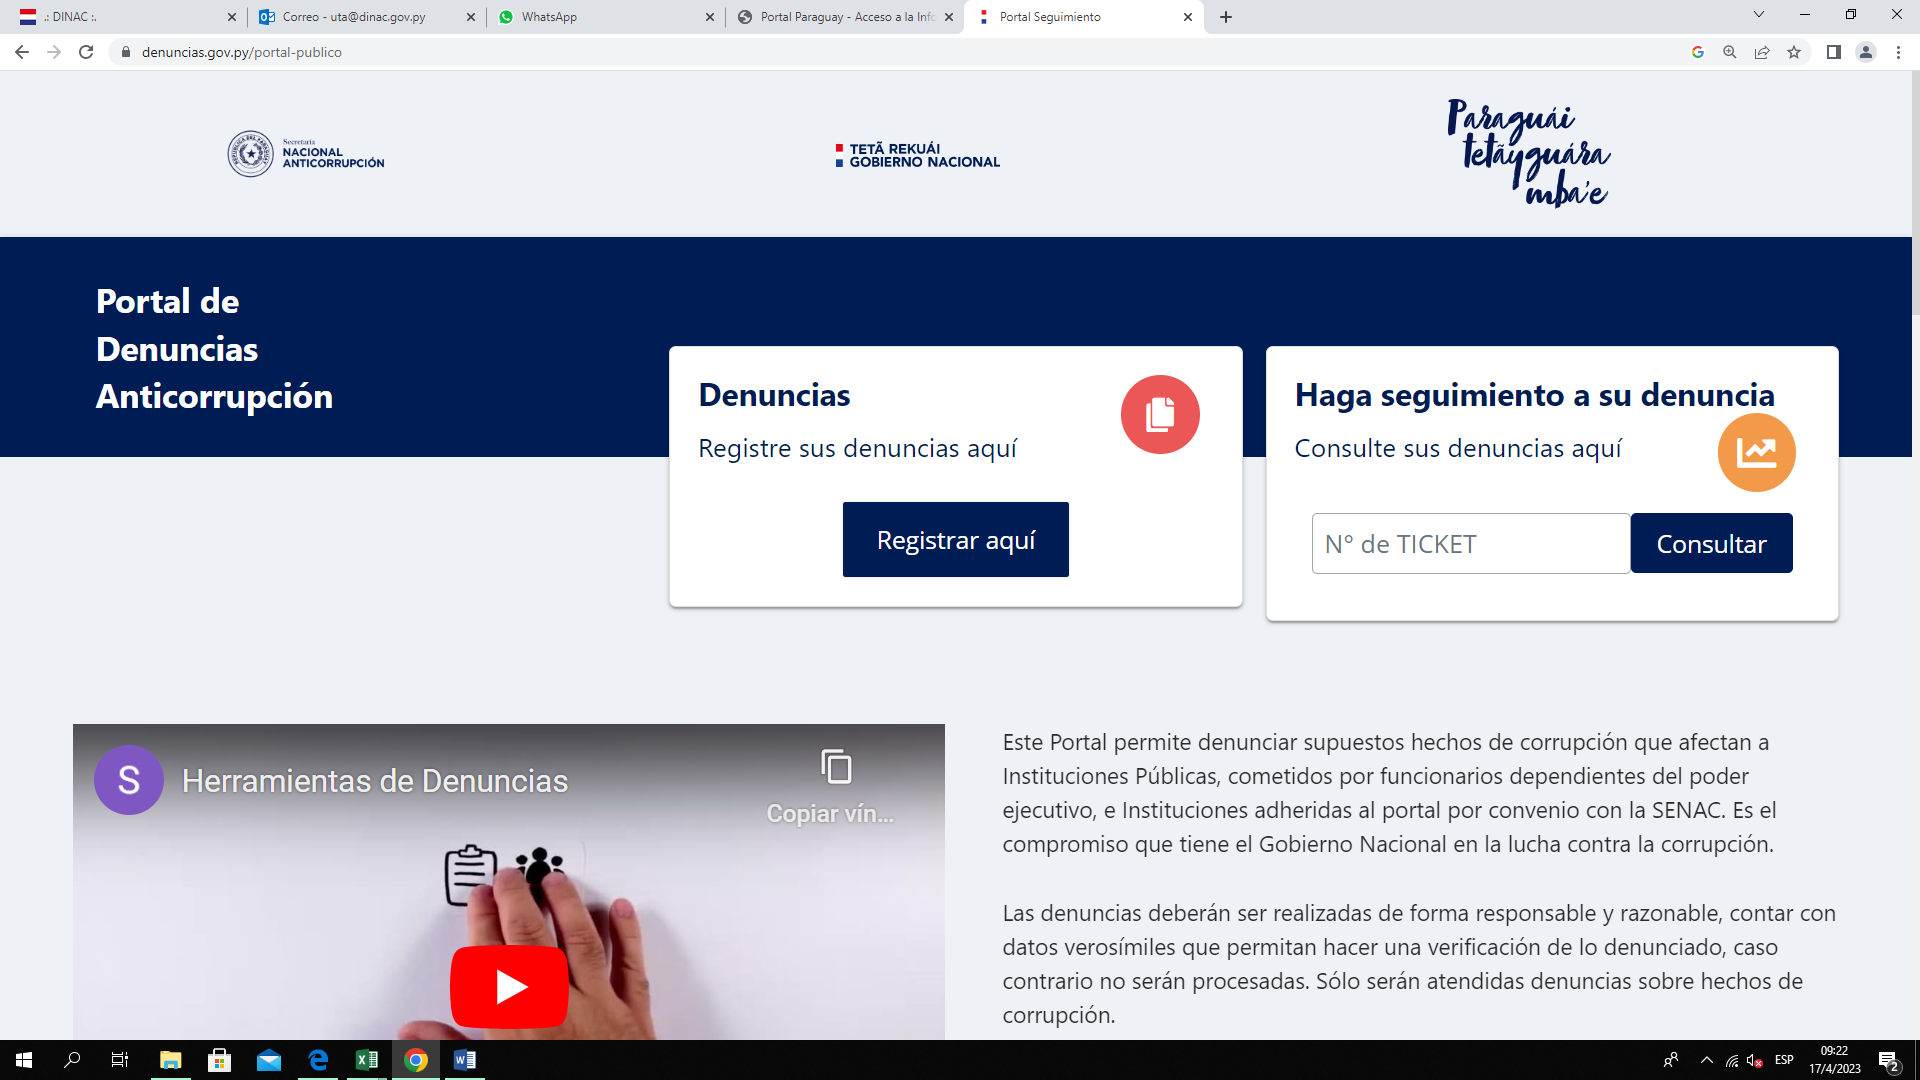 .: DINAC :.
Correo - uta@dinac.gov.py
WhatsApp
Portal Paraguay - Acceso a la Info
Portal Seguimiento
denuncias.gov.py/portal-publico
Secretaría
NACIONAL
ANTICORRUPCIÓN
TETÃ REKUÁI
GOBIERNO NACIONAL
Paraguái
tetãyguára
mba'e
Portal de
Denuncias
Anticorrupción
Denuncias
Registre sus denuncias aquí
Registrar aquí
Haga seguimiento a su denuncia
Consulte sus denuncias aquí
N° de TICKET
Consultar
S
Herramientas de Denuncias
Copiar vín...
Este Portal permite denunciar supuestos hechos de corrupción que afectan a
Instituciones Públicas, cometidos por funcionarios dependientes del poder
ejecutivo, e Instituciones adheridas al portal por convenio con la SENAC. Es el
compromiso que tiene el Gobierno Nacional en la lucha contra la corrupción.
Las denuncias deberán ser realizadas de forma responsable y razonable, contar con
datos verosímiles que permitan hacer una verificación de lo denunciado, caso
contrario no serán procesadas. Sólo serán atendidas denuncias sobre hechos de
corrupción.
ESP
09:22
17/4/2023
2